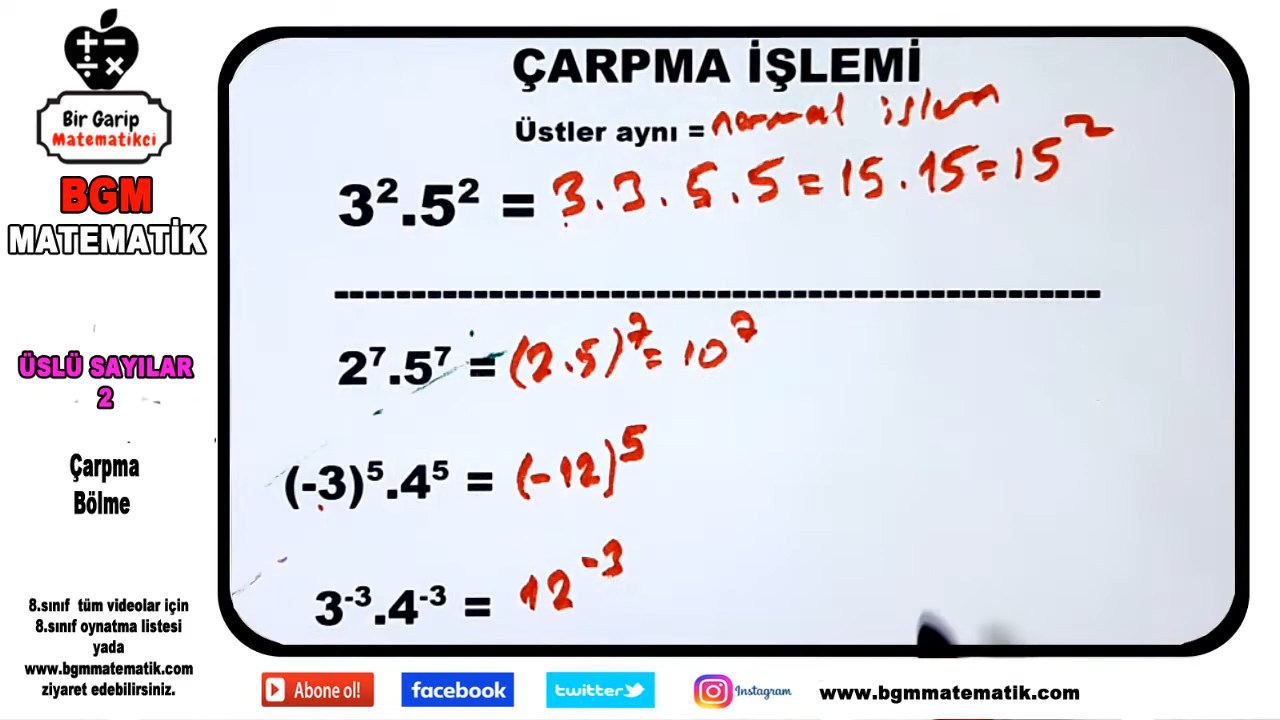 Bir Garip
Matematikci
BGM
MATEMATİK
ÜSLÜ SAYILAR
2
Çarpma
Bölme
8.sınıf tüm videolar için
8.sınıf oynatma listesi
yada
www.bgmmatematik.com
ziyaret edebilirsiniz.
ÇARPMA İŞLEMİ
Üstler aynı = normal işlem
3².5² = 3.3.5.5 = 15.15 = 15²
2⁷.5⁷ = (2.5)⁷ = 10⁷
(-3)⁵.4⁵ = (-12)⁵
3⁻³.4⁻³ = 12⁻³
Abone ol!
facebook
twitter
Instagram
www.bgmmatematik.com